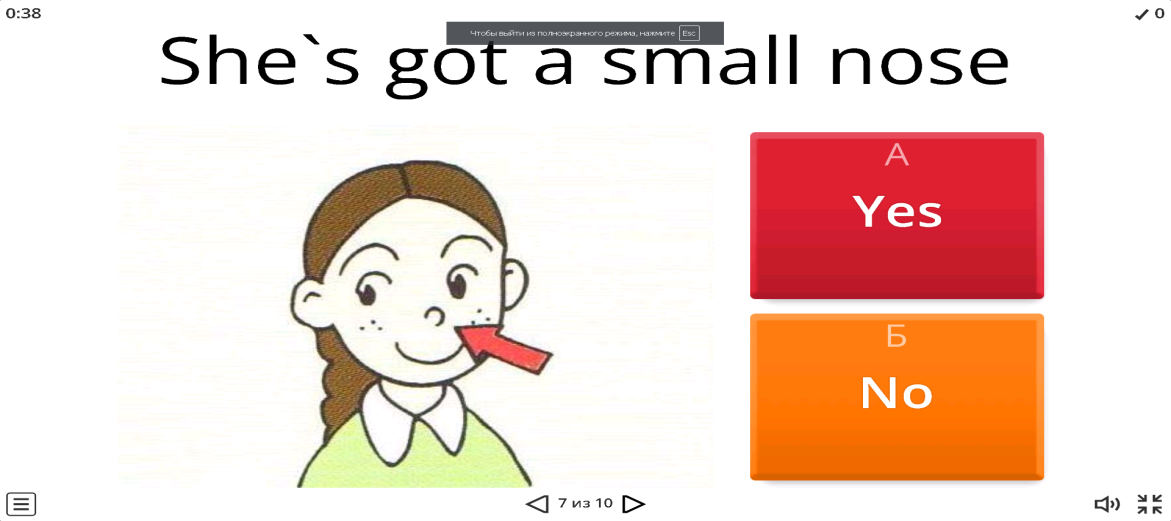 0:38
✓ 0
Чтобы выйти из полноэкранного режима, нажмите Esc
She`s got a small nose
А
Yes
Б
No
7 из 10